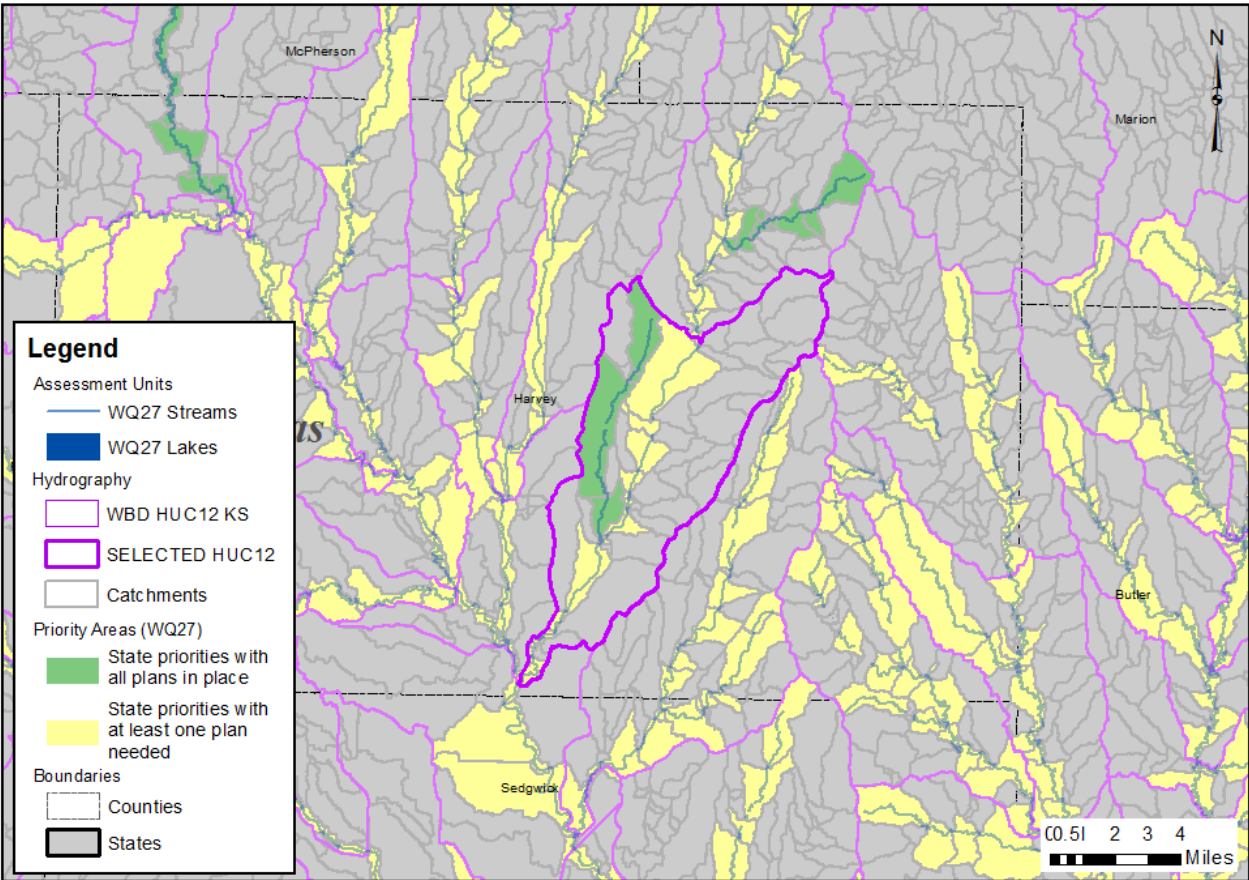 McPherson
N
Marion
Harvey
as
Legend
Assessment Units
WQ27 Streams
WQ27 Lakes
Hydrography
WBD HUC12 KS
SELECTED HUC12
Catchments
Priority Areas (WQ27)
State priorities with
all plans in place
State priorities with
at least one plan
needed
Boundaries
Counties
States
Butler
Sedgwick
2 3 4
Miles